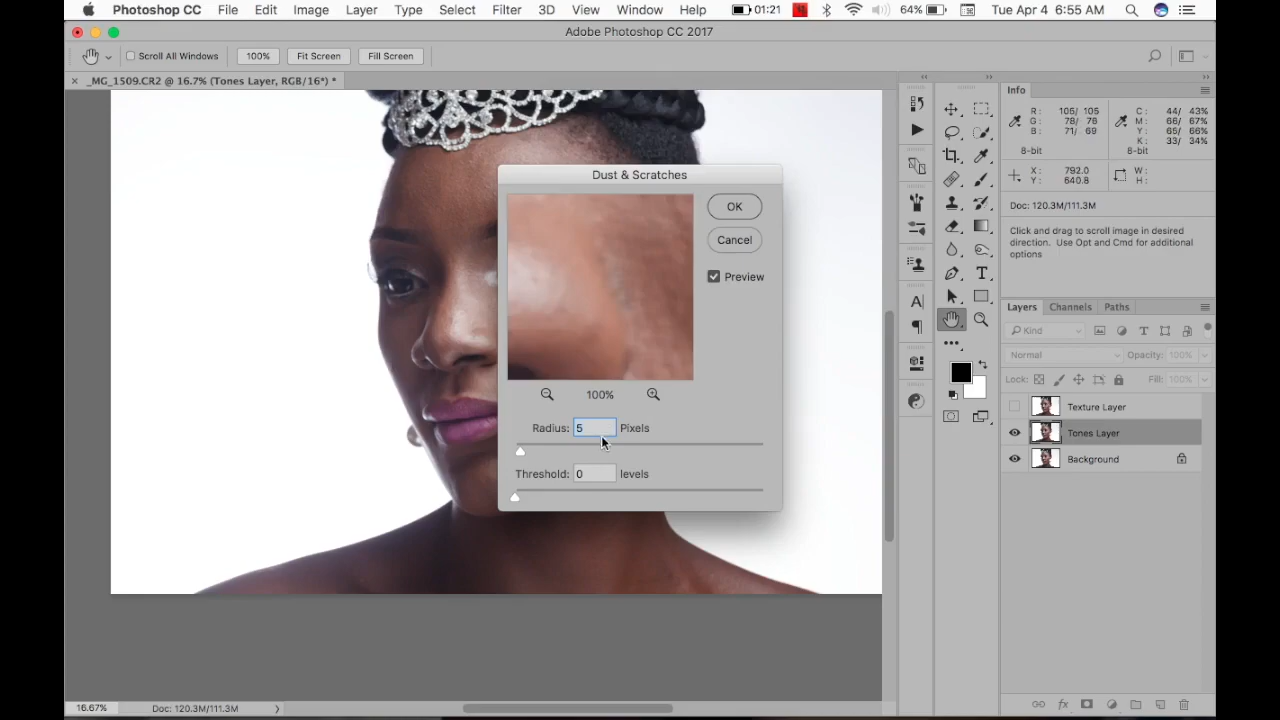 Photoshop CC File Edit Image Layer Type Select Filter 3D View Window Help 01:21 64% Tue Apr 4 6:55 AM
Adobe Photoshop CC 2017
Scroll All Windows 100% Fit Screen Fill Screen
_MG_1509.CR2 @ 16.7% (Tones Layer, RGB/16*) *
Dust & Scratches
OK
Cancel
Preview
100%
Radius: 5 Pixels
Threshold: 0 levels
Info
R: 106/ 105 C: 44/ 43%
G: 78/ 76 M: 66/ 67%
B: 71/ 69 Y: 65/ 66%
K: 33/ 34%
8-bit 8-bit
X: 792.0 W:
Y: 640.8 H:
Doc: 120.3M/111.3M
Click and drag to scroll image in desired
direction. Use Opt and Cmd for additional
options
Layers Channels Paths
Kind
Normal Opacity: 100%
Lock: Fill: 100%
Texture Layer
Tones Layer
Background
fx
16.67% Doc: 120.3M/111.3M